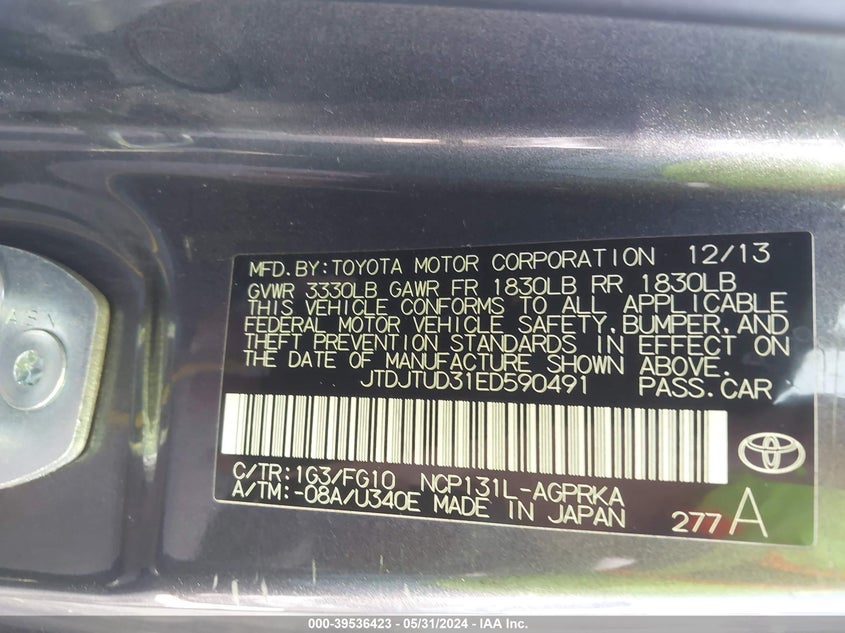 MFD. BY: TOYOTA MOTOR CORPORATION 12/13
GVWR 3330LB GAWR FR 1830LB RR 1830LB
THIS VEHICLE CONFORMS TO ALL APPLICABLE
FEDERAL MOTOR VEHICLE SAFETY, BUMPER, AND
THEFT PREVENTION STANDARDS IN EFFECT ON
THE DATE OF MANUFACTURE SHOWN ABOVE.
JTDJTUD31ED590491 PASS. CAR
C/TR: 1G3/FG10 NCP131L-AGPRKA
A/TM: -08A/U340E MADE IN JAPAN
277 A
000-39536423 - 05/31/2024 - IAA Inc.